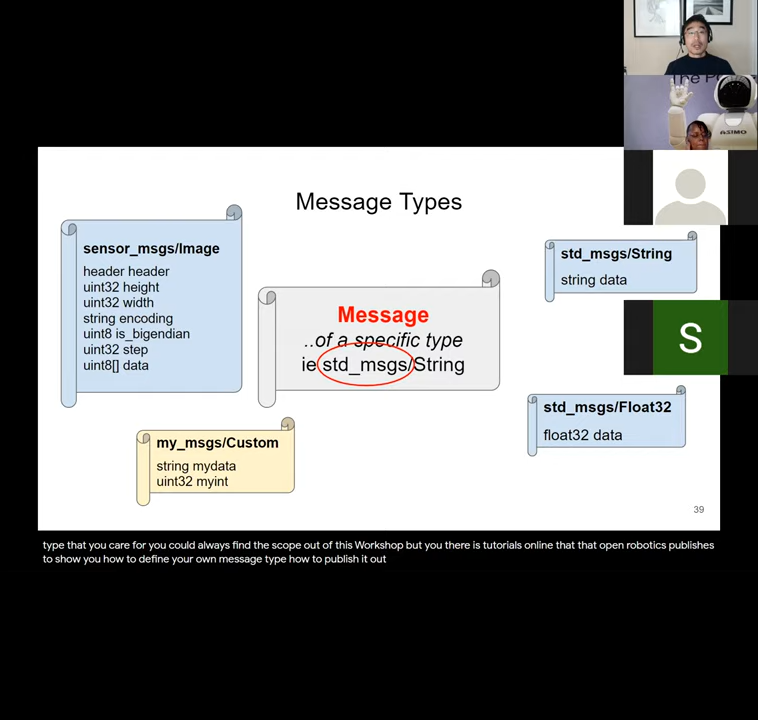 The P
ASIMO
Message Types
sensor_msgs/Image
header header
uint32 height
uint32 width
string encoding
uint8 is_bigendian
uint32 step
uint8[] data
Message
..of a specific type
ie std_msgs/String
std_msgs/String
string data
S
std_msgs/Float32
float32 data
my_msgs/Custom
string mydata
uint32 myint
39
type that you care for you could always find the scope out of this Workshop but you there is tutorials online that that open robotics publishes
to show you how to define your own message type how to publish it out